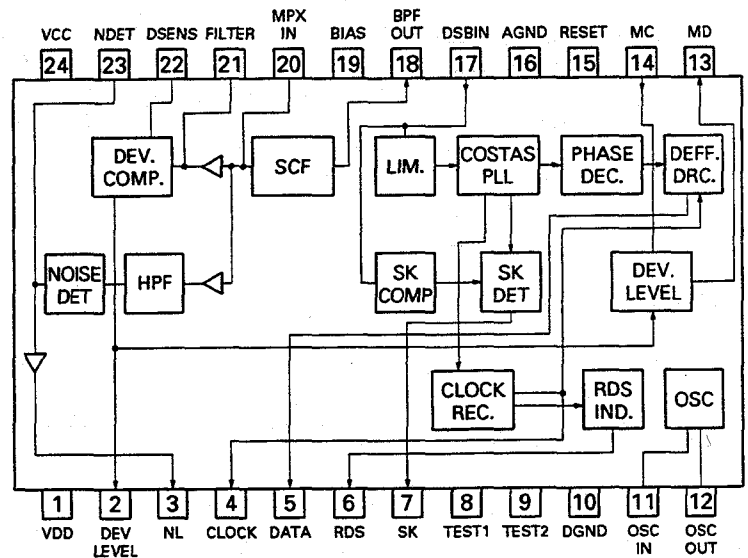 VCC NDET DSENS FILTER MPX IN BIAS BPF OUT DSBIN AGND RESET MC MD
24 23 22 21 20 19 18 17 16 15 14 13
DEV. COMP.
SCF
LIM.
COSTAS PLL
PHASE DEC.
DEFF. DRC.
NOISE DET
HPF
SK COMP
SK DET
DEV. LEVEL
CLOCK REC.
RDS IND.
OSC
1 2 3 4 5 6 7 8 9 10 11 12
VDD DEV LEVEL NL CLOCK DATA RDS SK TEST1 TEST2 DGND OSC IN OSC OUT